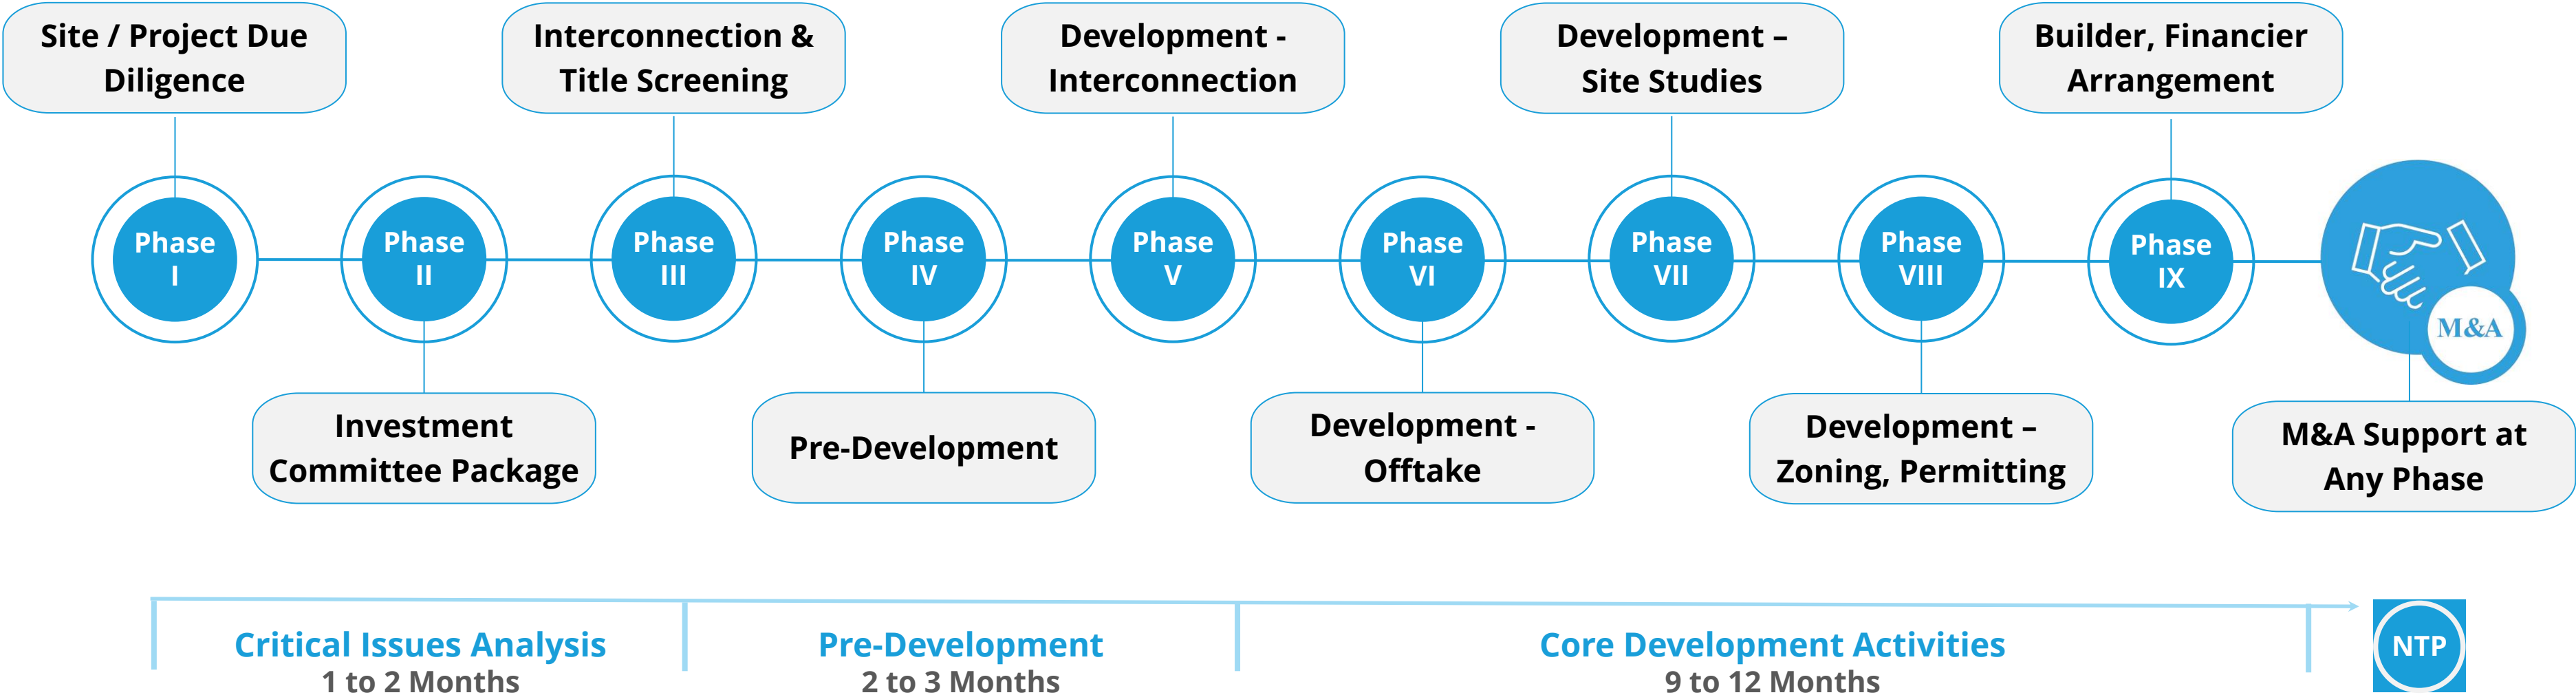 Site / Project Due
Diligence
Interconnection &
Title Screening
Development -
Interconnection
Development –
Site Studies
Builder, Financier
Arrangement
Phase
I
Phase
II
Phase
III
Phase
IV
Phase
V
Phase
VI
Phase
VII
Phase
VIII
Phase
IX
M&A
Investment
Committee Package
Pre-Development
Development -
Offtake
Development –
Zoning, Permitting
M&A Support at
Any Phase
Critical Issues Analysis
1 to 2 Months
Pre-Development
2 to 3 Months
Core Development Activities
9 to 12 Months
NTP